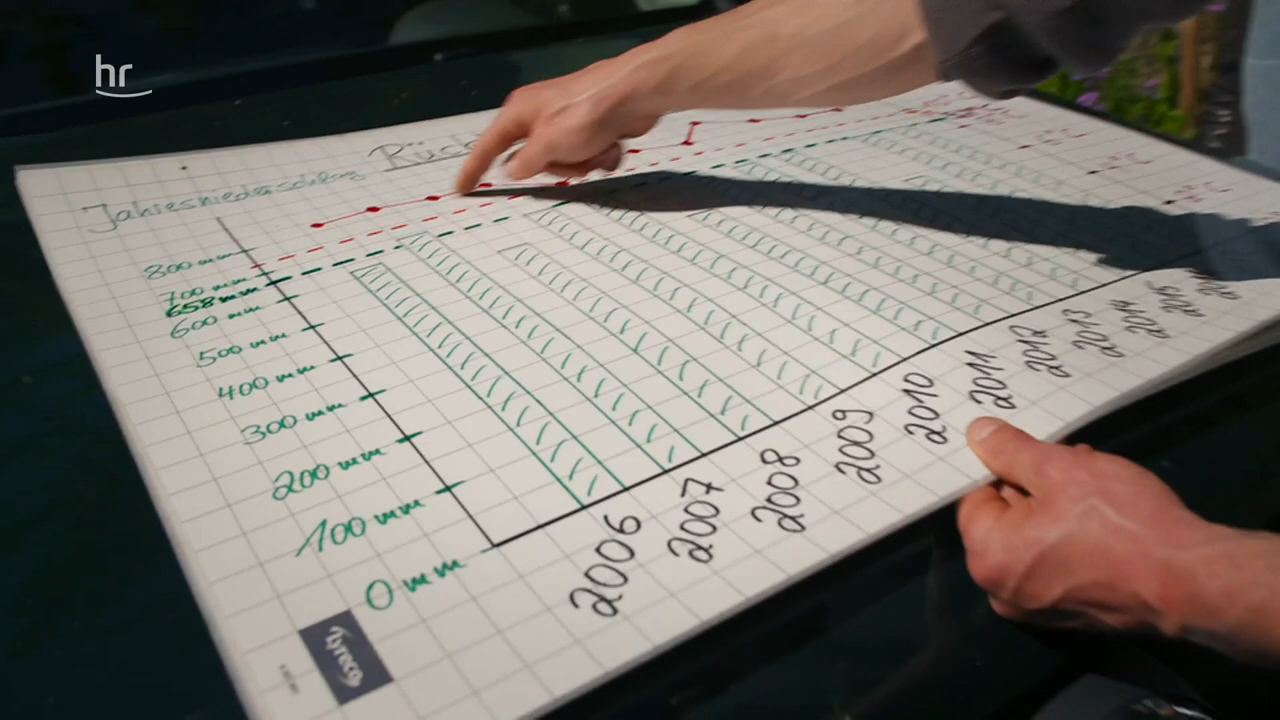 hr
Jahresniederschlag
800 mm
700 mm
658 mm
600 mm
500 mm
400 mm
300 mm
200 mm
100 mm
0 mm
2006
2007
2008
2009
2010
2011
2012
2013
2014
2015
Lyreco